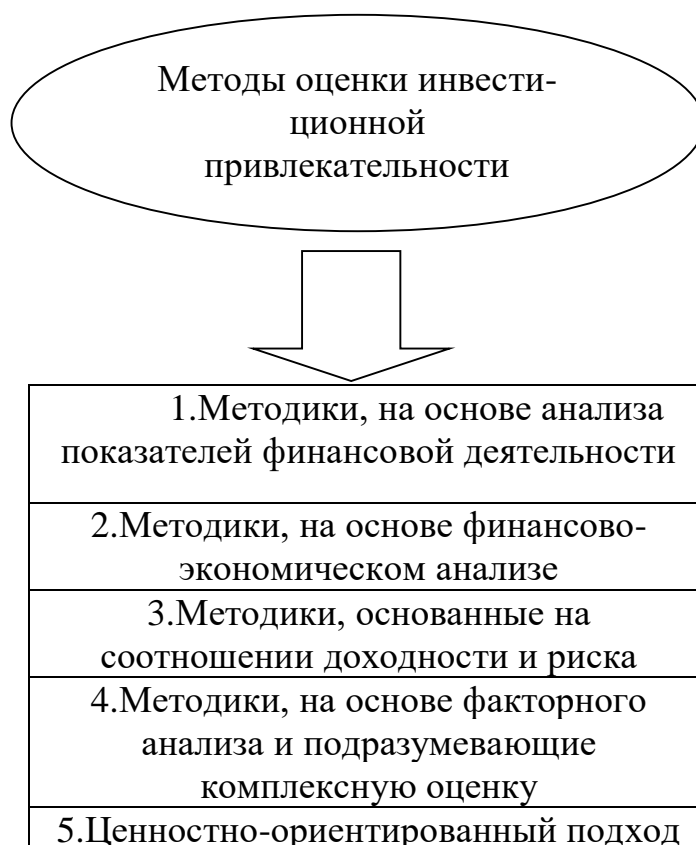 Методы оценки инвести-
ционной
привлекательности
1.Методики, на основе анализа
показателей финансовой деятельности
2.Методики, на основе финансово-
экономическом анализе
3.Методики, основанные на
соотношении доходности и риска
4.Методики, на основе факторного
анализа и подразумевающие
комплексную оценку
5.Ценностно-ориентированный подход